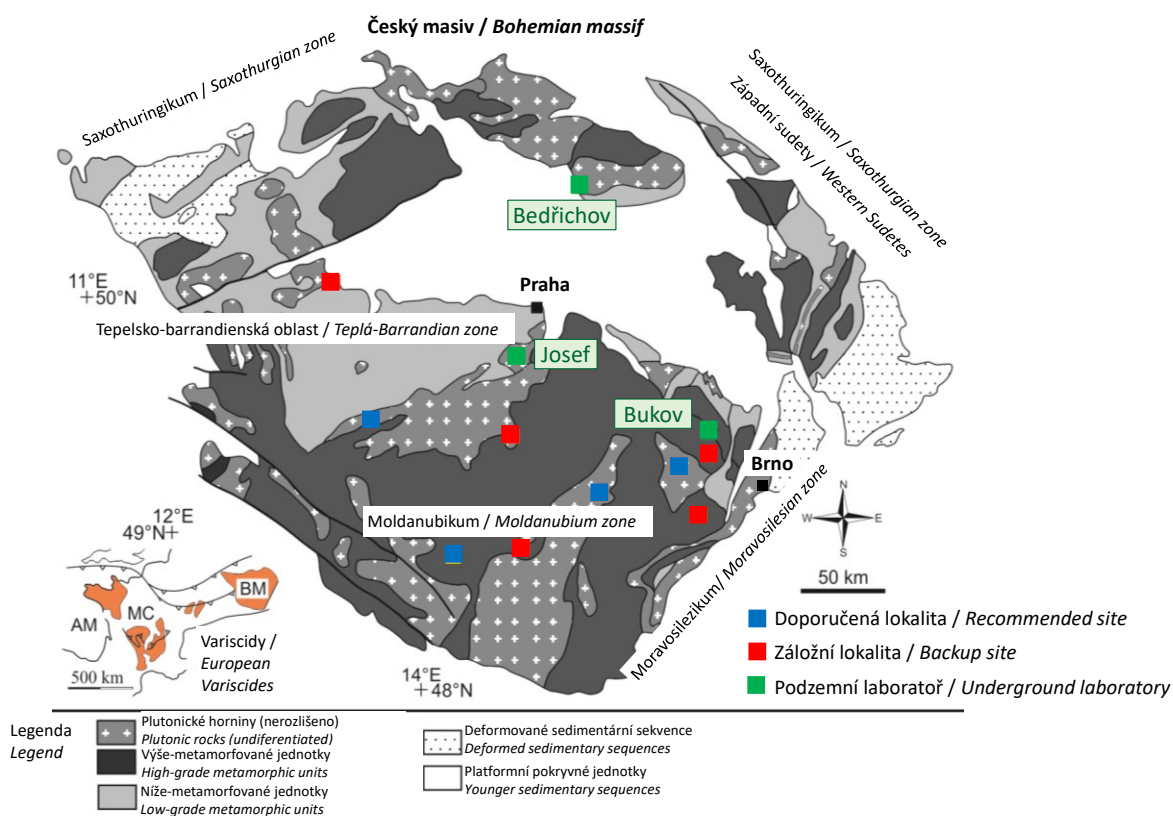 Český masiv / Bohemian massif
Saxothuringikum / Saxothurgian zone
Saxothuringikum / Saxothurgian zone
Západní sudety / Western Sudetes
Bedřichov
11°E
+50°N
Praha
Tepelsko-barrandienská oblast / Teplá-Barrandian zone
Josef
Bukov
Brno
Moldanubikum / Moldanubium zone
Moravosilezikum/ Moravosilesian zone
12°E
49°N+
N
W
E
S
50 km
BM
MC
AM
Variscidy /
European
Variscides
500 km
14°E
+48°N
Doporučená lokalita / Recommended site
Záložní lokalita / Backup site
Podzemní laboratoř / Underground laboratory
Legenda
Legend
Plutonické horniny (nerozlišeno)
Plutonic rocks (undiferentiated)
Výše-metamorfované jednotky
High-grade metamorphic units
Níže-metamorfované jednotky
Low-grade metamorphic units
Deformované sedimentární sekvence
Deformed sedimentary sequences
Platformní pokryvné jednotky
Younger sedimentary sequences